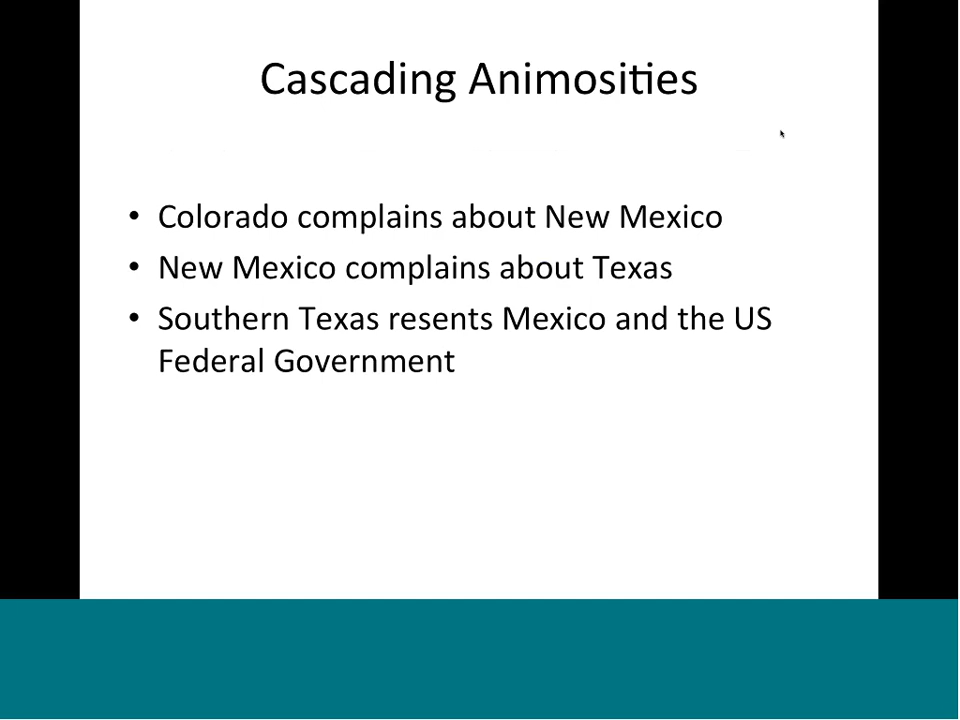 Cascading Animosities
• Colorado complains about New Mexico
• New Mexico complains about Texas
• Southern Texas resents Mexico and the US
Federal Government